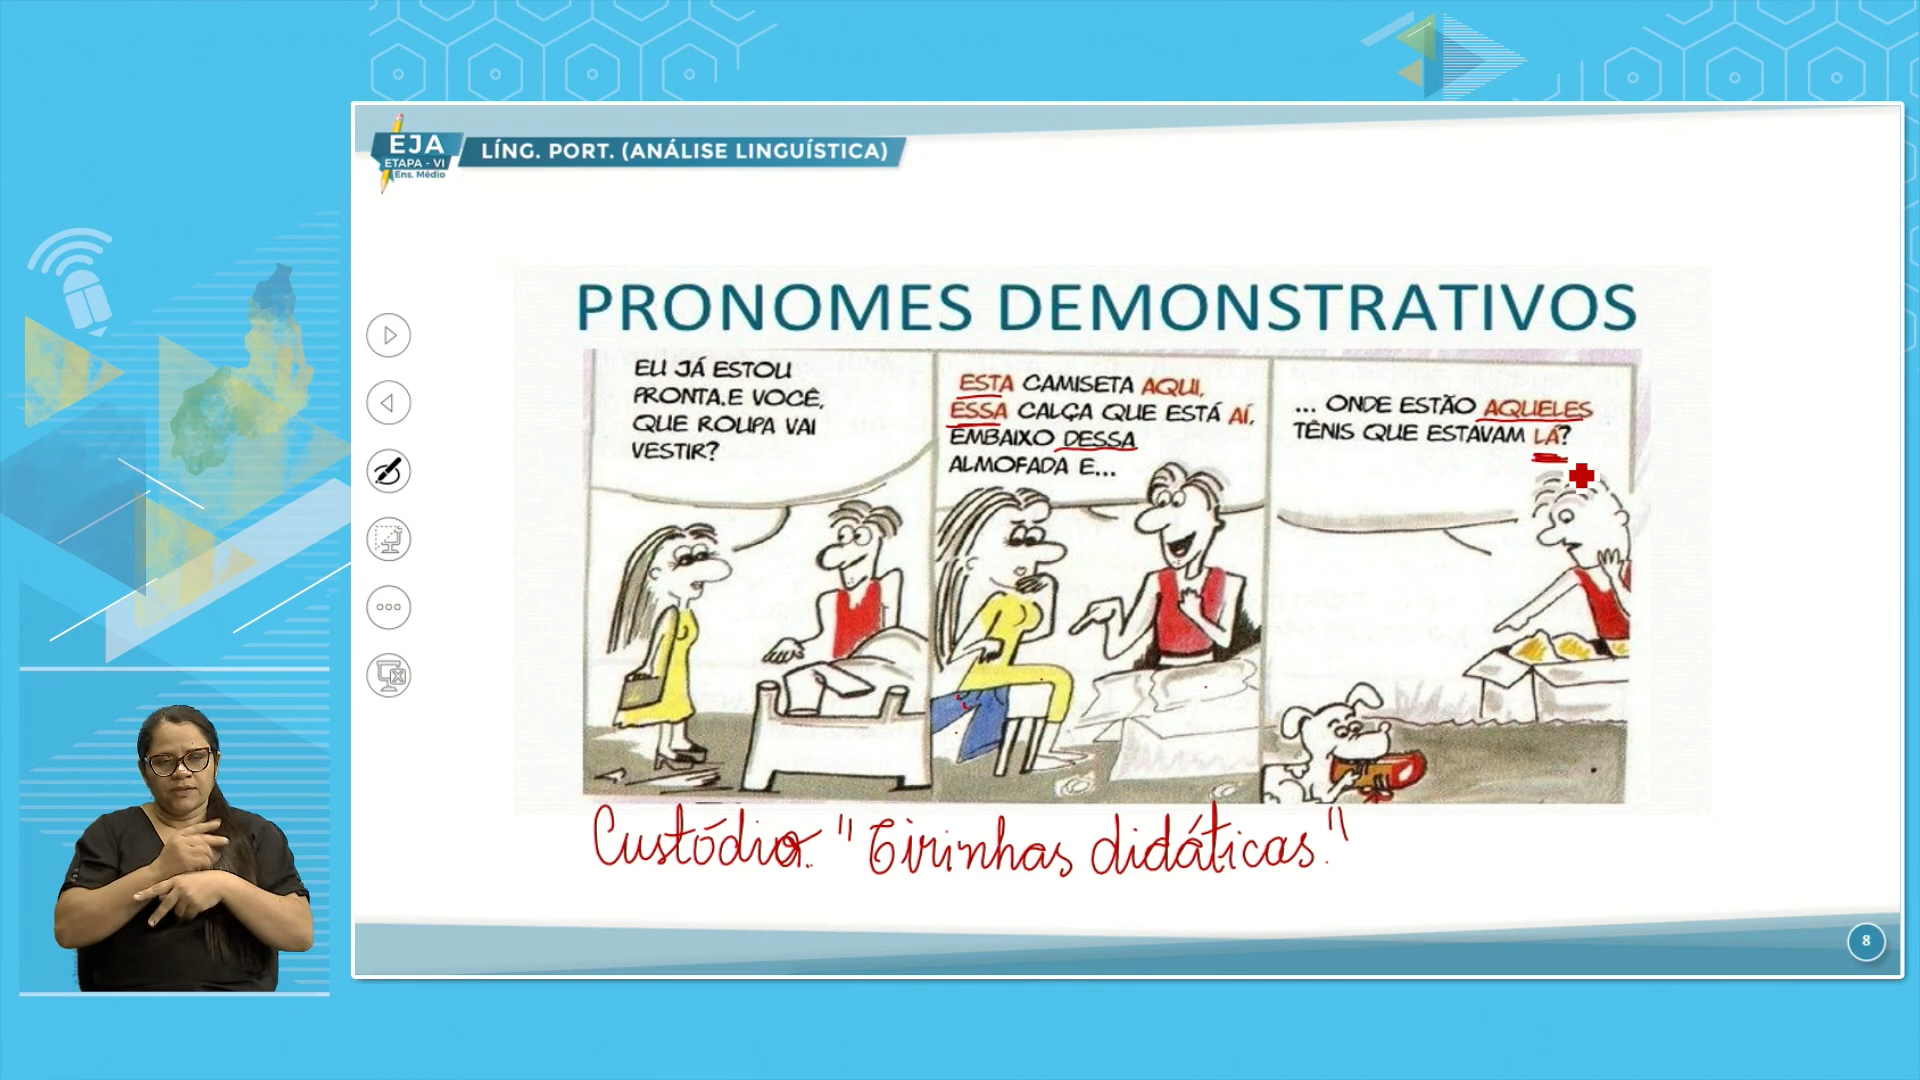 EJA
ETAPA - VI
Ens. Médio
LÍNG. PORT. (ANÁLISE LINGUÍSTICA)
PRONOMES DEMONSTRATIVOS
EU JÁ ESTOU
PRONTA. E VOCÊ,
QUE ROUPA VAI
VESTIR?
ESTA CAMISETA AQUI,
ESSA CALÇA QUE ESTÁ AÍ,
EMBAIXO DESSA
ALMOFADA E...
... ONDE ESTÃO AQUELES
TÊNIS QUE ESTAVAM LÁ?
Custódio. "Tirinhas didáticas."
8